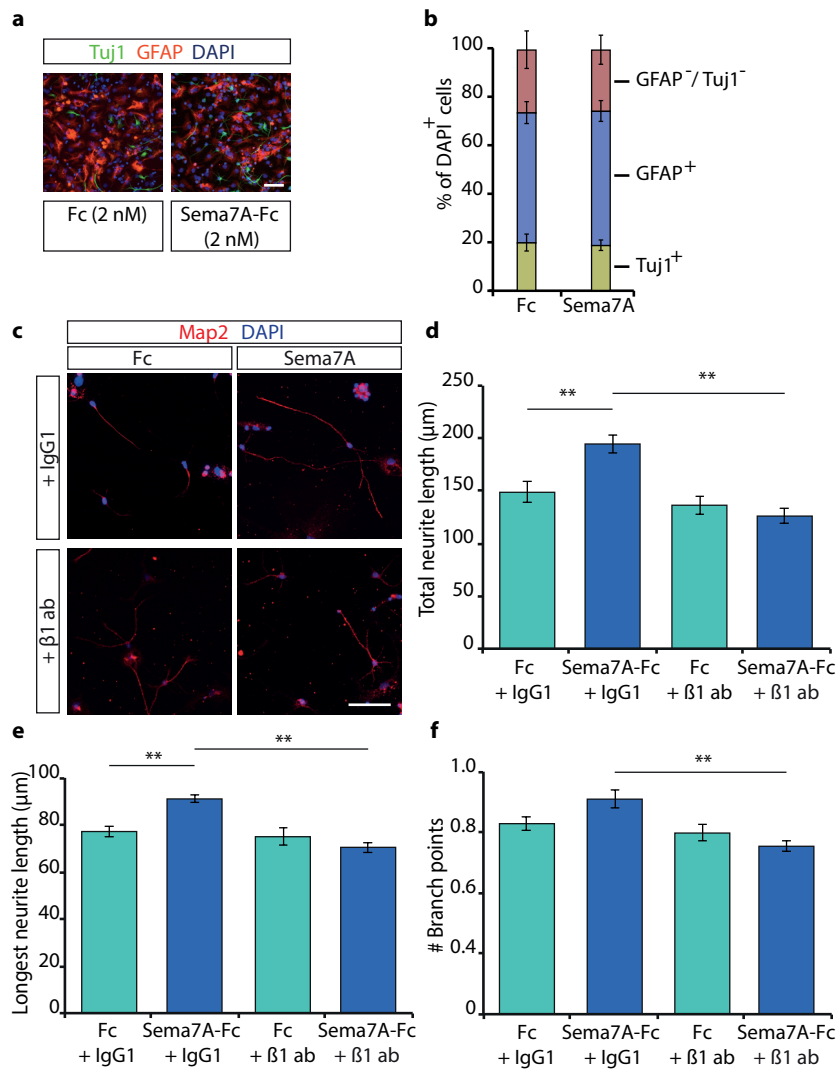 a
Tuj1 GFAP DAPI
Fc (2 nM)
Sema7A-Fc
(2 nM)
b
% of DAPI+ cells
100
80
60
40
20
0
GFAP-/ Tuj1-
GFAP+
Tuj1+
Fc
Sema7A
c
Map2 DAPI
Fc
Sema7A
+ IgG1
+ β1 ab
d
Total neurite length (μm)
250
200
150
100
50
0
**
**
Fc
+ IgG1
Sema7A-Fc
+ IgG1
Fc
+ ß1 ab
Sema7A-Fc
+ ß1 ab
e
Longest neurite length (μm)
100
80
60
40
20
0
**
**
Fc
+ IgG1
Sema7A-Fc
+ IgG1
Fc
+ ß1 ab
Sema7A-Fc
+ ß1 ab
f
# Branch points
1.0
0.8
0.6
0.4
0.2
0
**
Fc
+ IgG1
Sema7A-Fc
+ IgG1
Fc
+ ß1 ab
Sema7A-Fc
+ ß1 ab